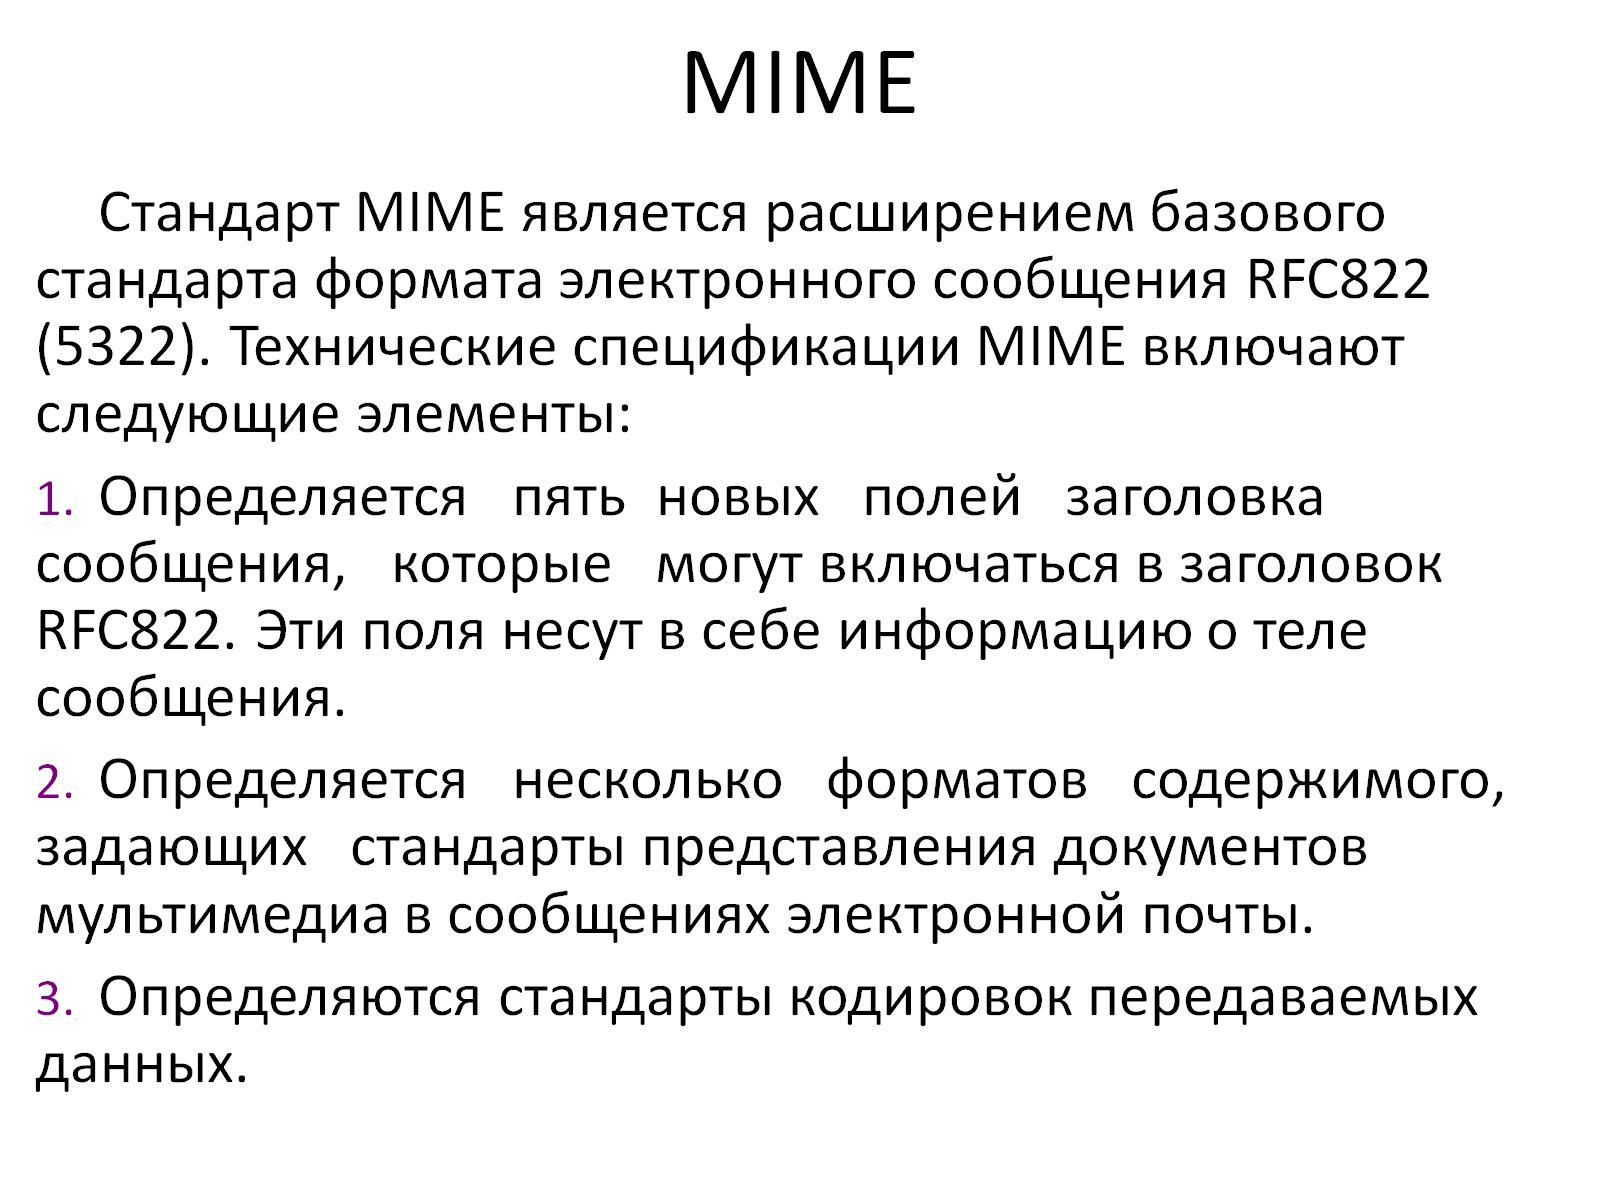 MIME
Стандарт MIME является расширением базового
стандарта формата электронного сообщения RFC822
(5322). Технические спецификации MIME включают
следующие элементы:
1. Определяется пять новых полей заголовка
сообщения, которые могут включаться в заголовок
RFC822. Эти поля несут в себе информацию о теле
сообщения.
2. Определяется несколько форматов содержимого,
задающих стандарты представления документов
мультимедиа в сообщениях электронной почты.
3. Определяются стандарты кодировок передаваемых
данных.